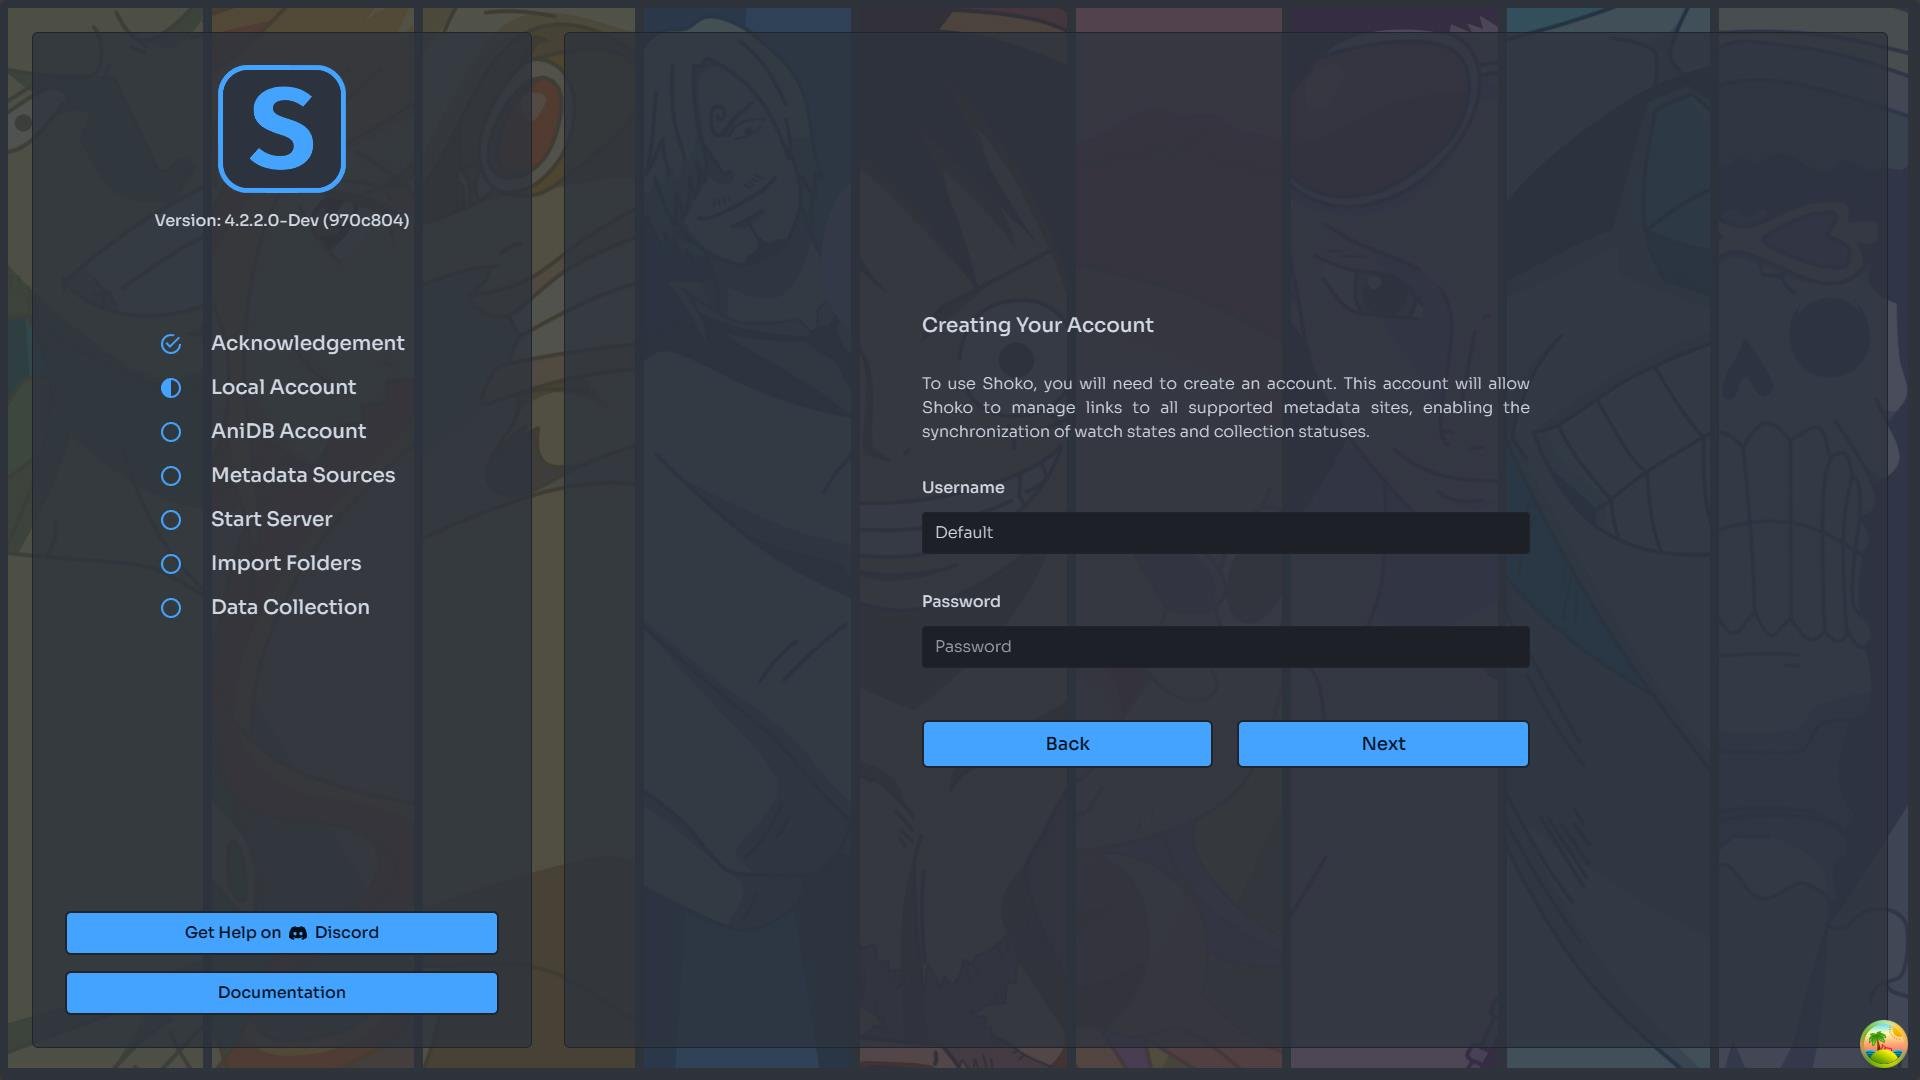 S
Version: 4.2.2.0-Dev (970c804)
Acknowledgement
Local Account
AniDB Account
Metadata Sources
Start Server
Import Folders
Data Collection
Get Help on Discord
Documentation
Creating Your Account
To use Shoko, you will need to create an account. This account will allow
Shoko to manage links to all supported metadata sites, enabling the
synchronization of watch states and collection statuses.
Username
Default
Password
Password
Back
Next